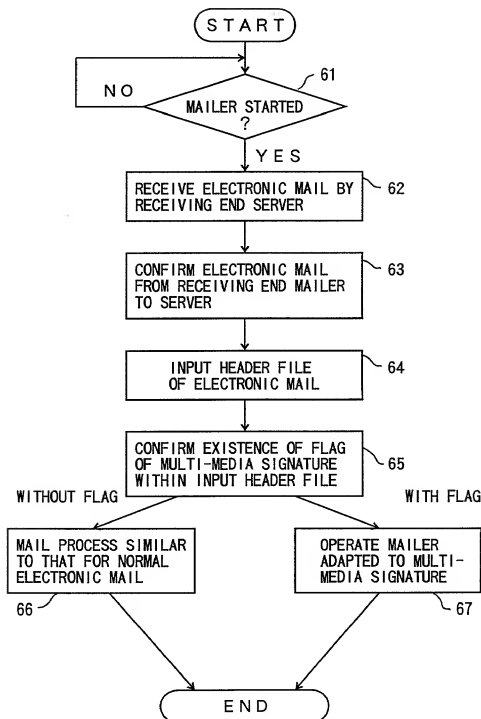 START
61
NO
MAILER STARTED
?
YES
RECEIVE ELECTRONIC MAIL BY
RECEIVING END SERVER
62
CONFIRM ELECTRONIC MAIL
FROM RECEIVING END MAILER
TO SERVER
63
INPUT HEADER FILE
OF ELECTRONIC MAIL
64
CONFIRM EXISTENCE OF FLAG
OF MULTI-MEDIA SIGNATURE
WITHIN INPUT HEADER FILE
65
WITHOUT FLAG
WITH FLAG
MAIL PROCESS SIMILAR
TO THAT FOR NORMAL
ELECTRONIC MAIL
66
OPERATE MAILER
ADAPTED TO MULTI-
MEDIA SIGNATURE
67
END